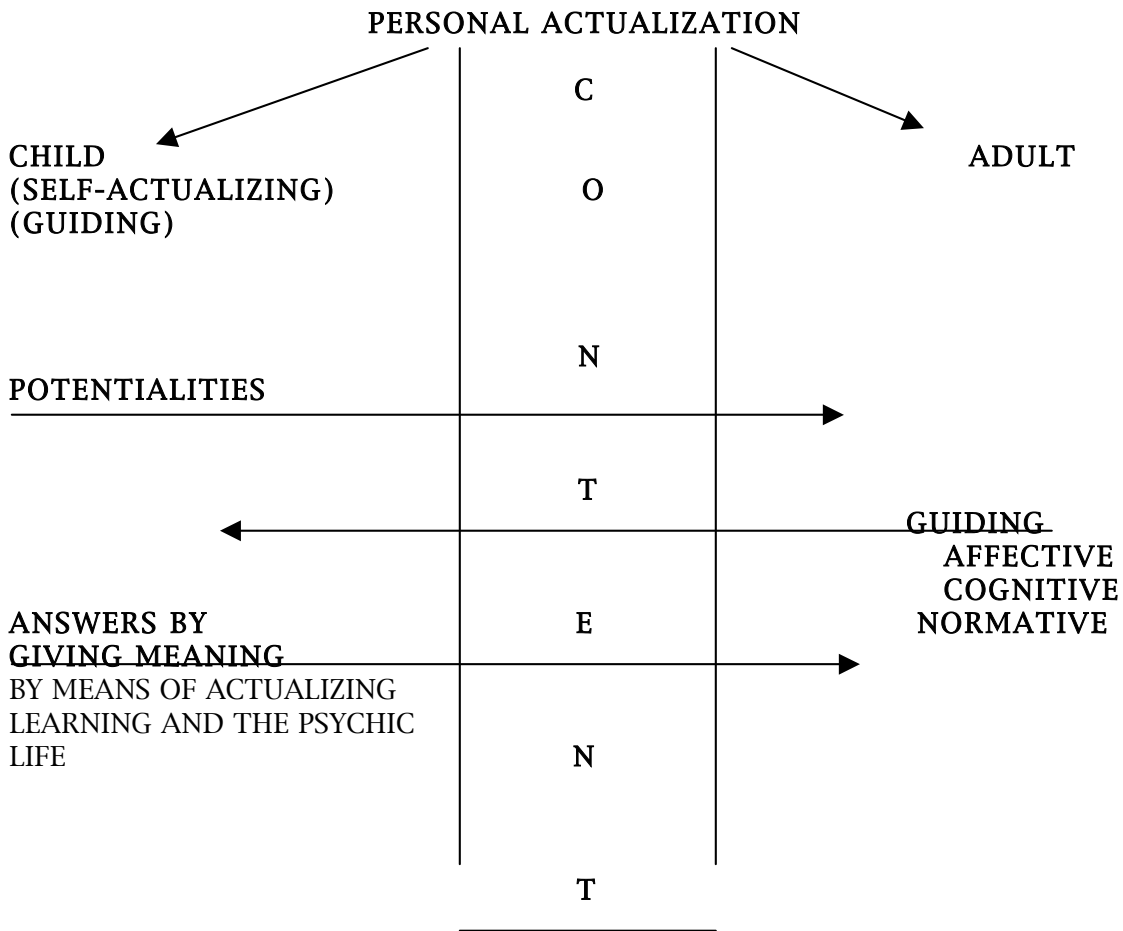 PERSONAL ACTUALIZATION
C
CHILD
ADULT
(SELF-ACTUALIZING)
O
(GUIDING)
N
POTENTIALITIES
T
GUIDING
AFFECTIVE
COGNITIVE
ANSWERS BY
E
NORMATIVE
GIVING MEANING
BY MEANS OF ACTUALIZING
LEARNING AND THE PSYCHIC
LIFE
N
T